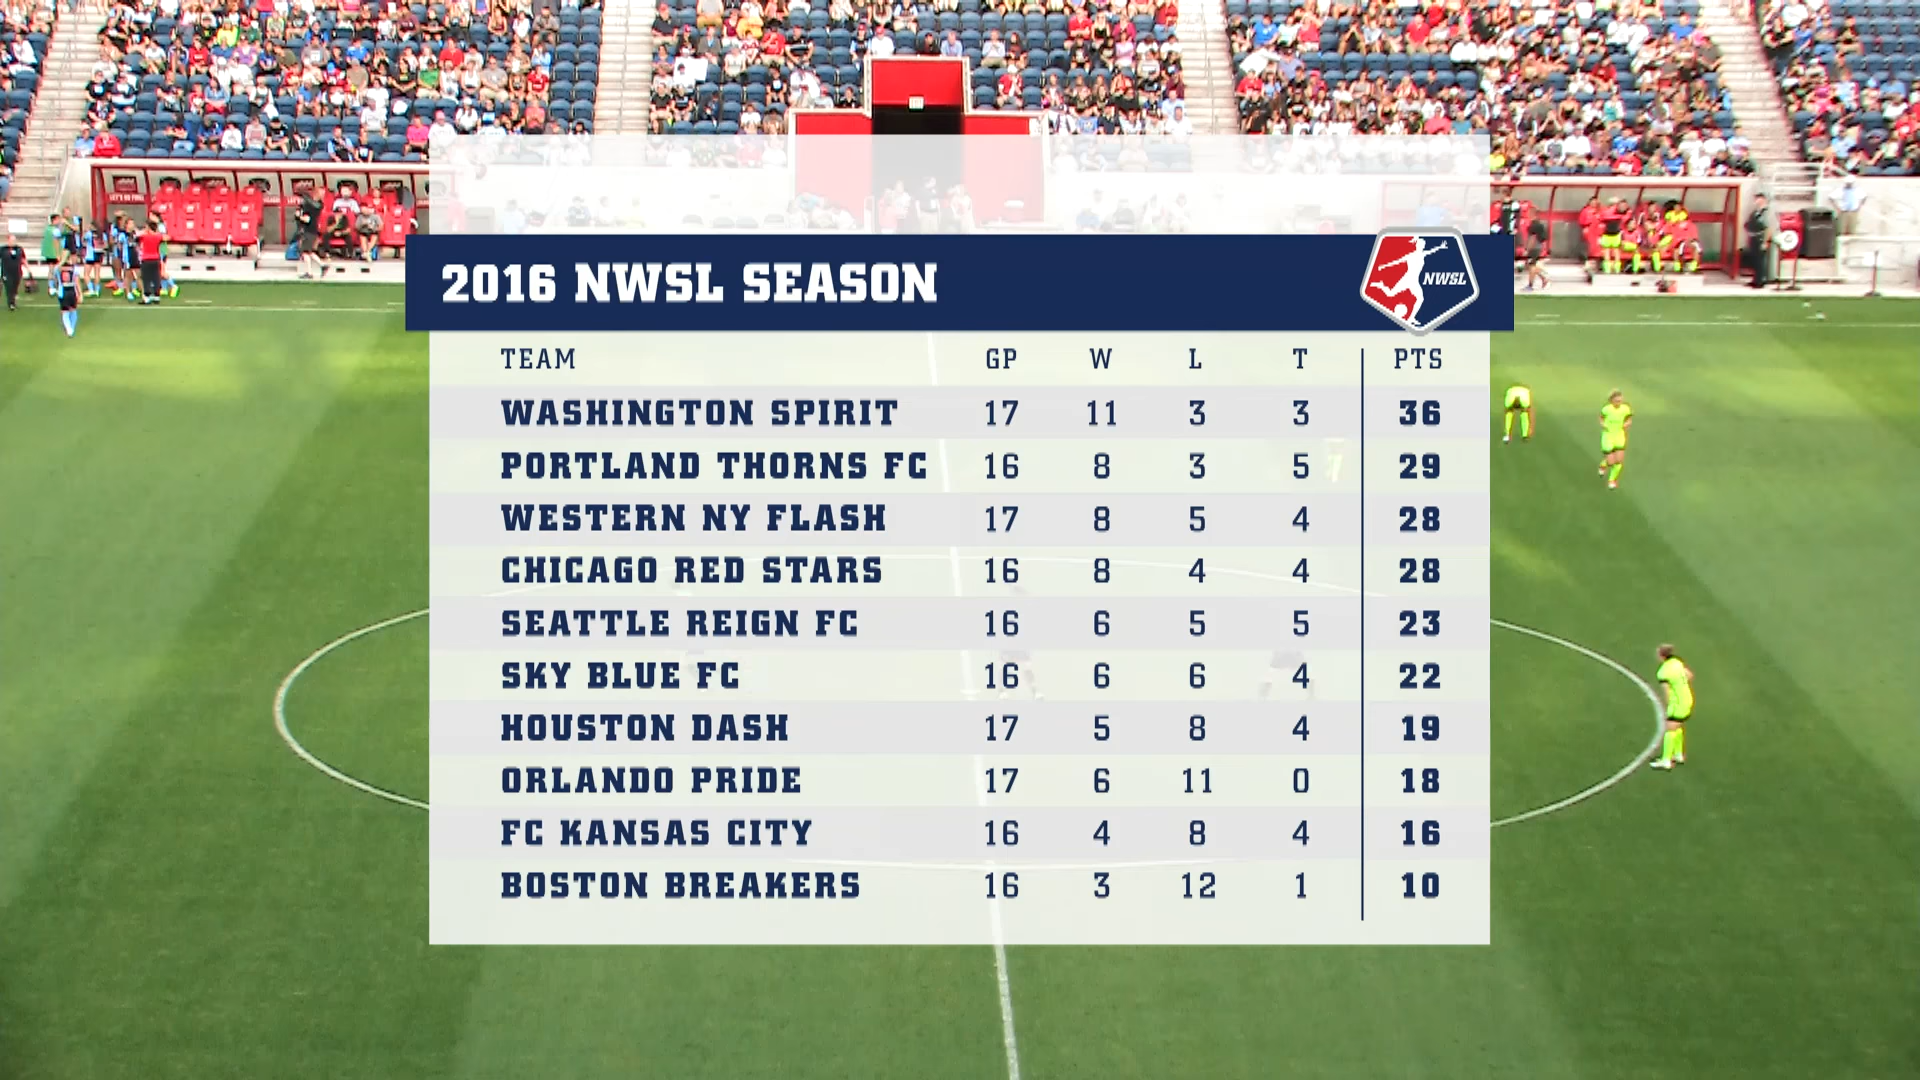 2016 NWSL SEASON
NWSL
TEAM GP W L T PTS
WASHINGTON SPIRIT 17 11 3 3 36
PORTLAND THORNS FC 16 8 3 5 29
WESTERN NY FLASH 17 8 5 4 28
CHICAGO RED STARS 16 8 4 4 28
SEATTLE REIGN FC 16 6 5 5 23
SKY BLUE FC 16 6 6 4 22
HOUSTON DASH 17 5 8 4 19
ORLANDO PRIDE 17 6 11 0 18
FC KANSAS CITY 16 4 8 4 16
BOSTON BREAKERS 16 3 12 1 10